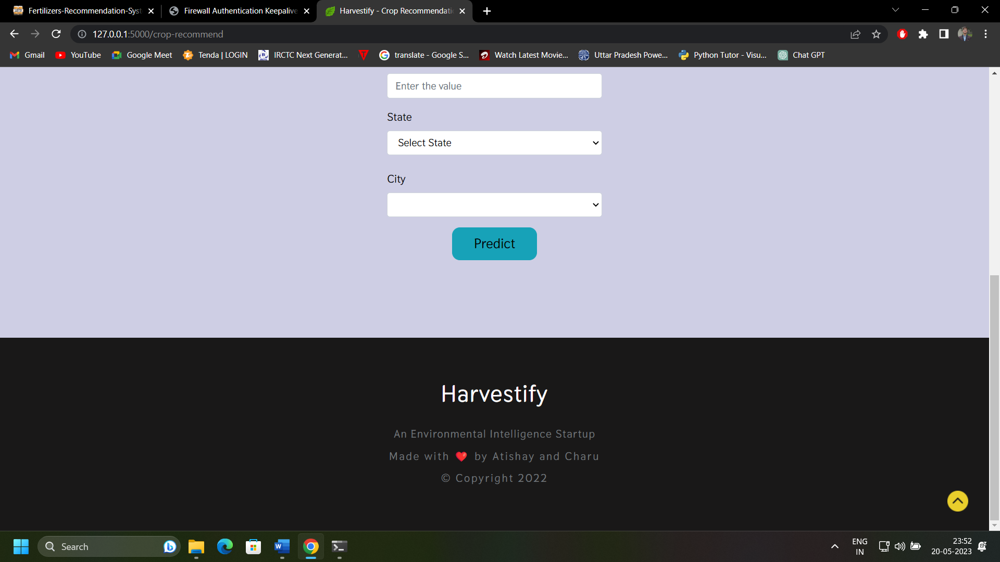 Fertilizers-Recommendation-Syst
Firewall Authentication Keepalive
Harvestify - Crop Recommendatio
127.0.0.1:5000/crop-recommend
Gmail
YouTube
Google Meet
Tenda | LOGIN
IRCTC Next Generat...
translate - Google S...
Watch Latest Movie...
Uttar Pradesh Powe...
Python Tutor - Visu...
Chat GPT
Enter the value
State
Select State
City
Predict
Harvestify
An Environmental Intelligence Startup
Made with ❤️ by Atishay and Charu
© Copyright 2022
Search
ENG
IN
23:52
20-05-2023